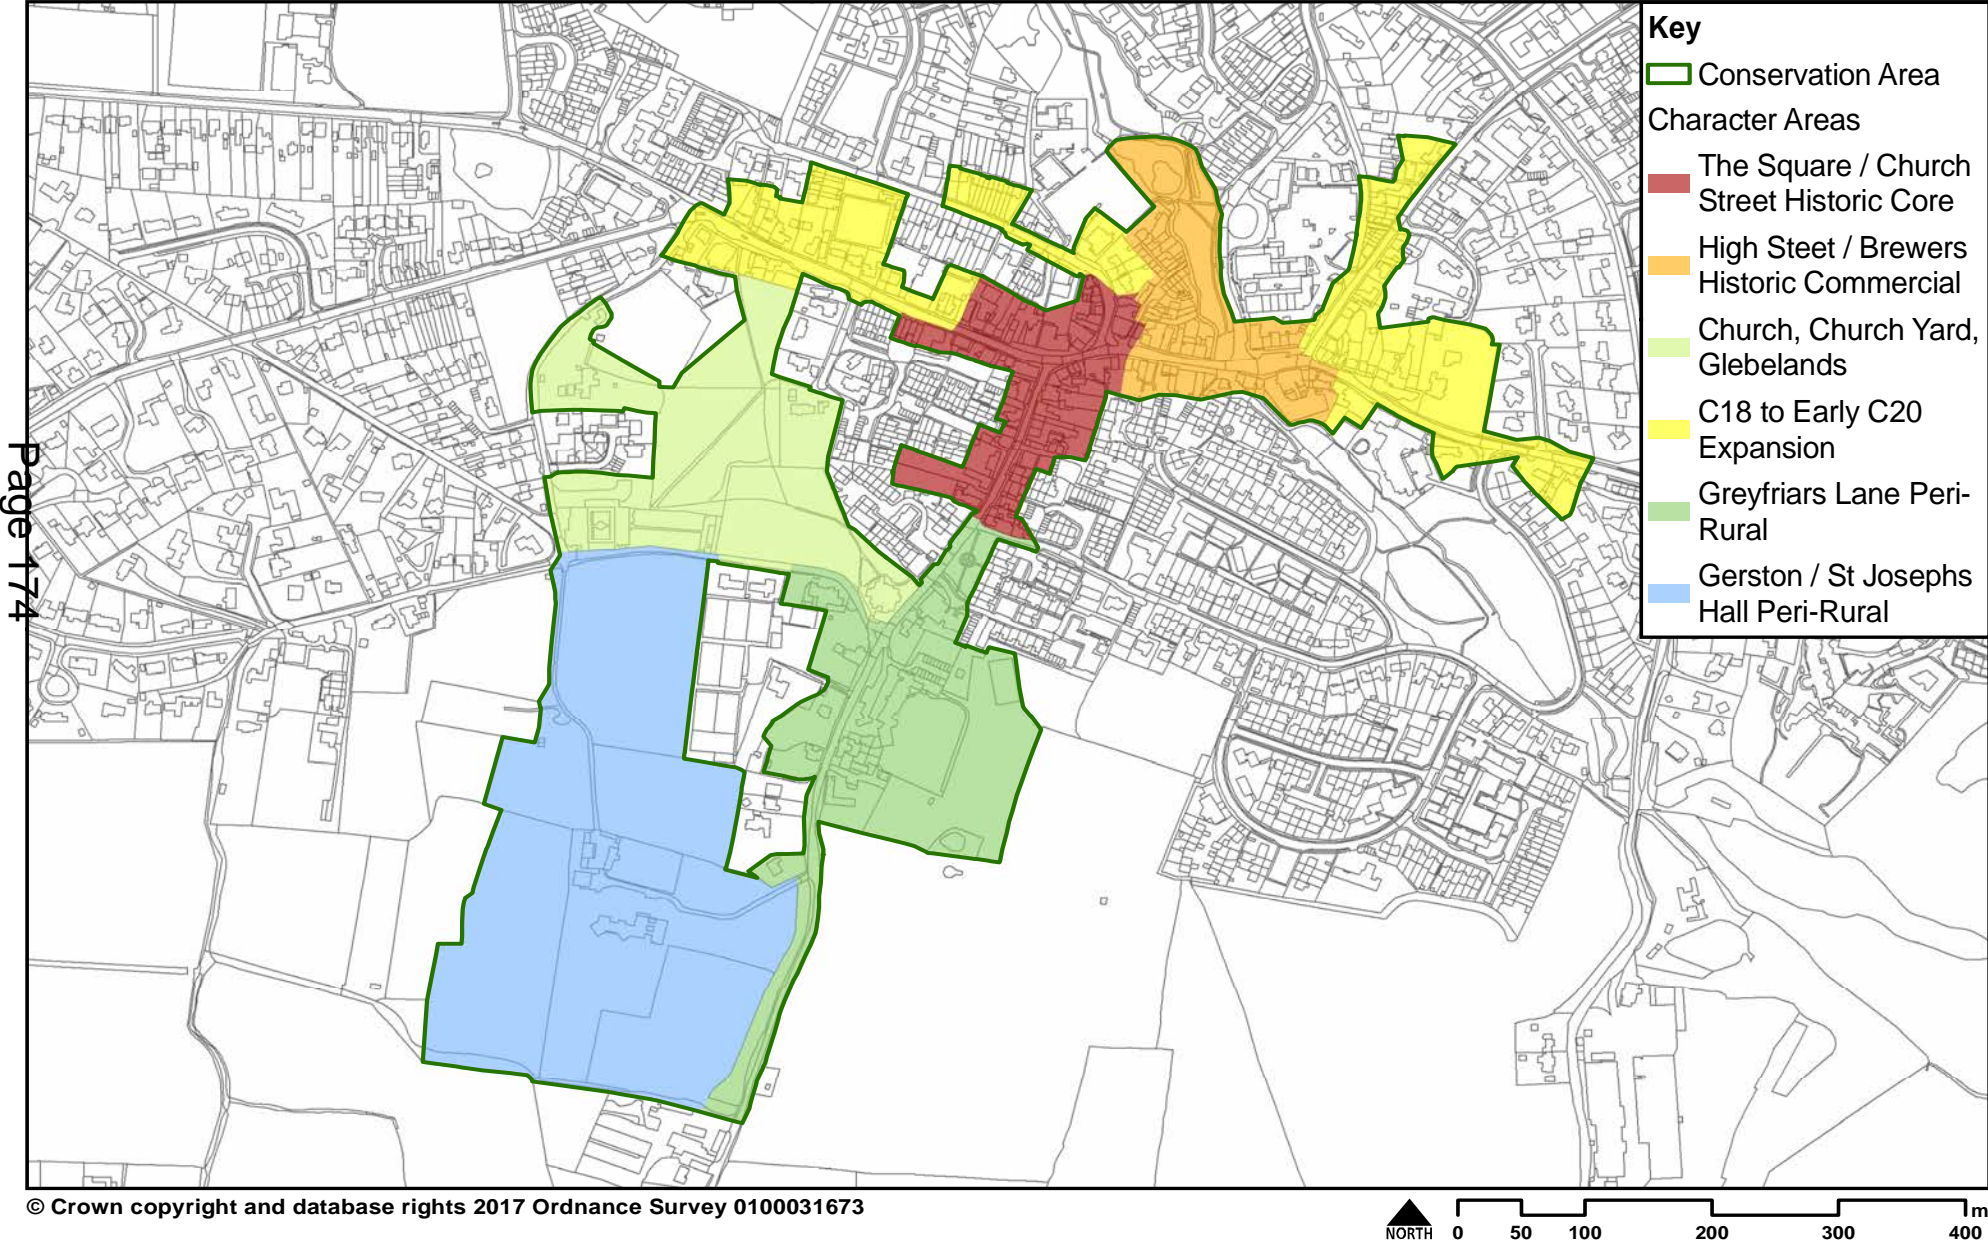 Key
Conservation Area
Character Areas
The Square / Church
Street Historic Core
High Steet / Brewers
Historic Commercial
Church, Church Yard,
Glebelands
C18 to Early C20
Expansion
Greyfriars Lane Peri-
Rural
Gerston / St Josephs
Hall Peri-Rural
Page 174
© Crown copyright and database rights 2017 Ordnance Survey 0100031673
NORTH
0 50 100 200 300 400 m